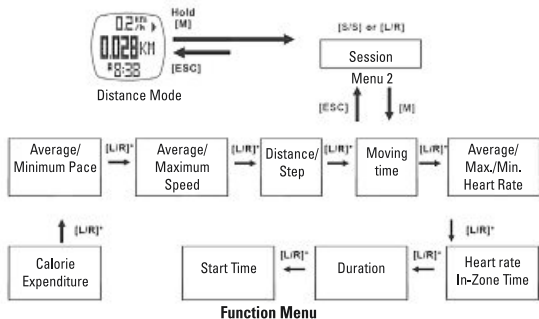 Hold
[M]
0.2 KM/h
0.028 KM
8:38
[ESC]
Distance Mode
[S/S] or [L/R]
Session
Menu 2
[ESC]
[M]
Average/
Minimum Pace
[L/R]*
Average/
Maximum
Speed
[L/R]*
Distance/
Step
[L/R]*
Moving
time
[L/R]*
Average/
Max./Min.
Heart Rate
[L/R]*
[L/R]*
Calorie
Expenditure
Start Time
[L/R]*
Duration
[L/R]*
Heart rate
In-Zone Time
Function Menu